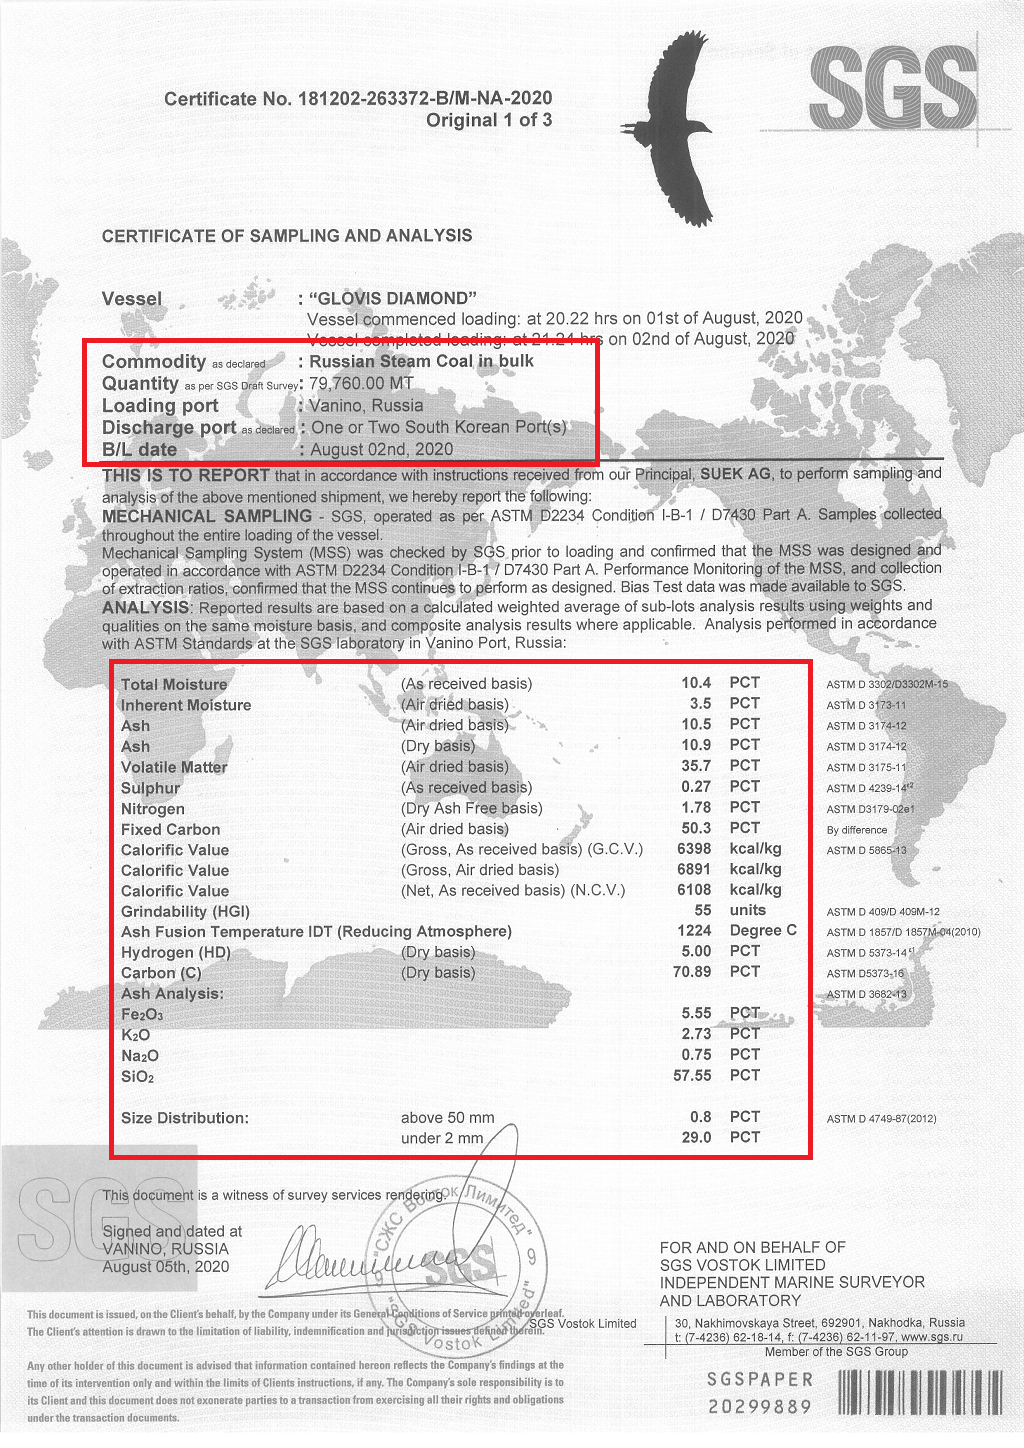 SGS
Certificate No. 181202-263372-B/M-NA-2020
Original 1 of 3
CERTIFICATE OF SAMPLING AND ANALYSIS
Vessel : “GLOVIS DIAMOND”
Vessel commenced loading: at 20.22 hrs on 01st of August, 2020
Vessel completed loading: at 21.24 hrs on 02nd of August, 2020
Commodity as declared : Russian Steam Coal in bulk
Quantity as per SGS Draft Survey : 79,760.00 MT
Loading port : Vanino, Russia
Discharge port as declared : One or Two South Korean Port(s)
B/L date : August 02nd, 2020
THIS IS TO REPORT that in accordance with instructions received from our Principal, SUEK AG, to perform sampling and
analysis of the above mentioned shipment, we hereby report the following:
MECHANICAL SAMPLING - SGS, operated as per ASTM D2234 Condition I-B-1 / D7430 Part A. Samples collected
throughout the entire loading of the vessel.
Mechanical Sampling System (MSS) was checked by SGS prior to loading and confirmed that the MSS was designed and
operated in accordance with ASTM D2234 Condition I-B-1 / D7430 Part A. Performance Monitoring of the MSS, and collection
of extraction ratios, confirmed that the MSS continues to perform as designed. Bias Test data was made available to SGS.
ANALYSIS: Reported results are based on a calculated weighted average of sub-lots analysis results using weights and
qualities on the same moisture basis, and composite analysis results where applicable. Analysis performed in accordance
with ASTM Standards at the SGS laboratory in Vanino Port, Russia:
Total Moisture (As received basis) 10.4 PCT ASTM D 3302/D3302M-15
Inherent Moisture (Air dried basis) 3.5 PCT ASTM D 3173-11
Ash (Air dried basis) 10.5 PCT ASTM D 3174-12
Ash (Dry basis) 10.9 PCT ASTM D 3174-12
Volatile Matter (Air dried basis) 35.7 PCT ASTM D 3175-11
Sulphur (As received basis) 0.27 PCT ASTM D 4239-14ᵋ²
Nitrogen (Dry Ash Free basis) 1.78 PCT ASTM D3179-02e1
Fixed Carbon (Air dried basis) 50.3 PCT By difference
Calorific Value (Gross, As received basis) (G.C.V.) 6398 kcal/kg ASTM D 5865-13
Calorific Value (Gross, Air dried basis) 6891 kcal/kg
Calorific Value (Net, As received basis) (N.C.V.) 6108 kcal/kg
Grindability (HGI) 55 units ASTM D 409/D 409M-12
Ash Fusion Temperature IDT (Reducing Atmosphere) 1224 Degree C ASTM D 1857/D 1857M-04(2010)
Hydrogen (HD) (Dry basis) 5.00 PCT ASTM D 5373-14ᵋ¹
Carbon (C) (Dry basis) 70.89 PCT ASTM D5373-16
Ash Analysis: ASTM D 3682-13
Fe₂O₃ 5.55 PCT
K₂O 2.73 PCT
Na₂O 0.75 PCT
SiO₂ 57.55 PCT
Size Distribution: above 50 mm 0.8 PCT ASTM D 4749-87(2012)
under 2 mm 29.0 PCT
SGS
This document is a witness of survey services rendering.
Signed and dated at
VANINO, RUSSIA
August 05th, 2020
"СЖС Восток Лимитед" 9
SGS
"SGS Vostok Limited" 9
FOR AND ON BEHALF OF
SGS VOSTOK LIMITED
INDEPENDENT MARINE SURVEYOR
AND LABORATORY
This document is issued, on the Client's behalf, by the Company under its General Conditions of Service printed overleaf.
The Client's attention is drawn to the limitation of liability, indemnification and jurisdiction issues defined therein.
SGS Vostok Limited
30, Nakhimovskaya Street, 692901, Nakhodka, Russia
t: (7-4236) 62-18-14, f: (7-4236) 62-11-97, www.sgs.ru
Member of the SGS Group
Any other holder of this document is advised that information contained hereon reflects the Company's findings at the
time of its intervention only and within the limits of Clients instructions, if any. The Company's sole responsibility is to
its Client and this document does not exonerate parties to a transaction from exercising all their rights and obligations
under the transaction documents.
SGSPAPER
20299889